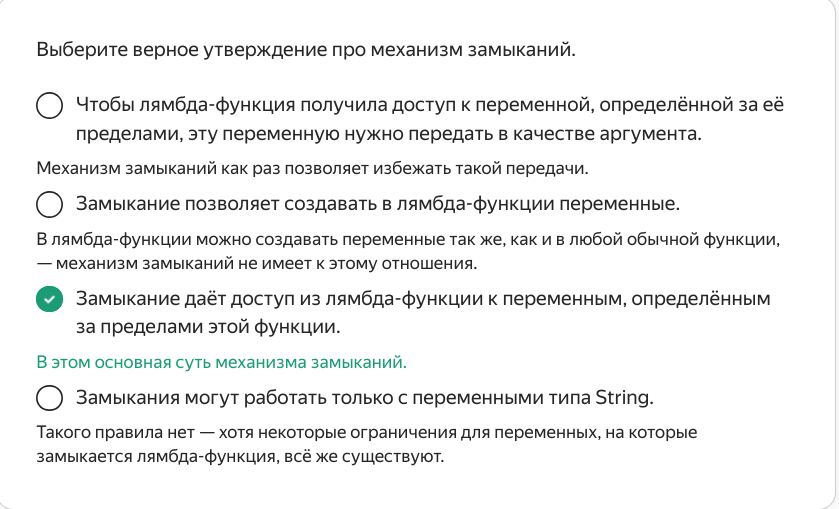 Выберите верное утверждение про механизм замыканий.
Чтобы лямбда-функция получила доступ к переменной, определённой за её
пределами, эту переменную нужно передать в качестве аргумента.
Механизм замыканий как раз позволяет избежать такой передачи.
Замыкание позволяет создавать в лямбда-функции переменные.
В лямбда-функции можно создавать переменные так же, как и в любой обычной функции,
— механизм замыканий не имеет к этому отношения.
Замыкание даёт доступ из лямбда-функции к переменным, определённым
за пределами этой функции.
В этом основная суть механизма замыканий.
Замыкания могут работать только с переменными типа String.
Такого правила нет — хотя некоторые ограничения для переменных, на которые
замыкается лямбда-функция, всё же существуют.